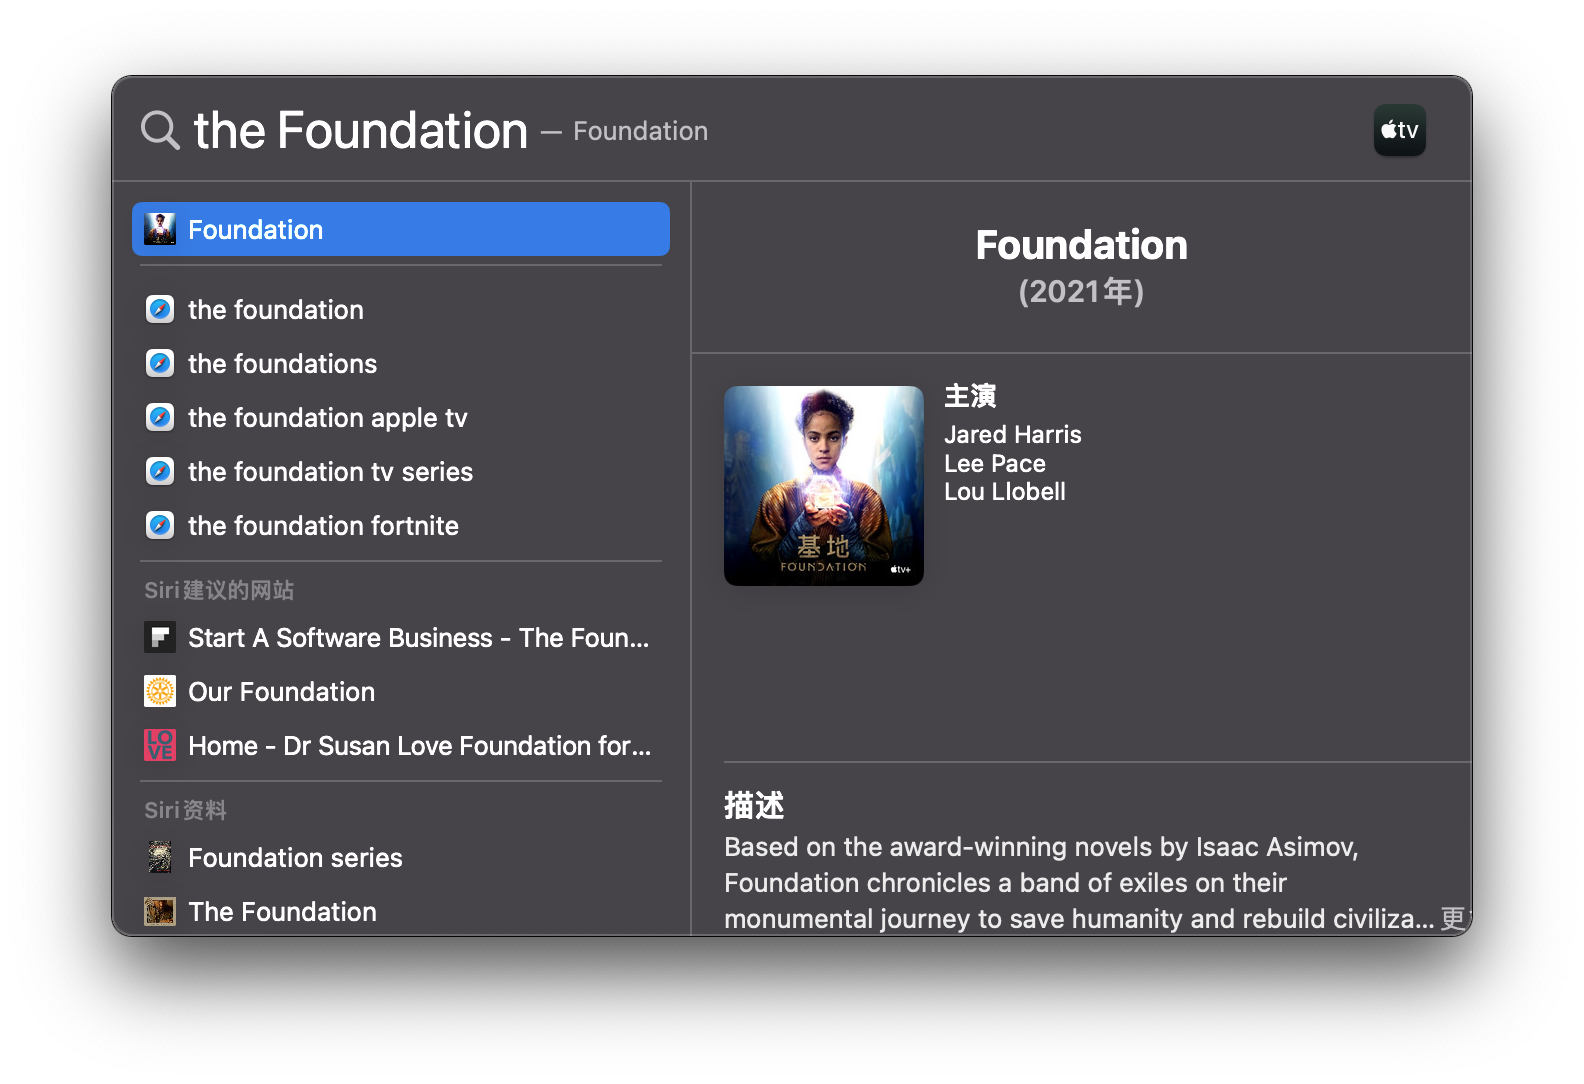 the Foundation — Foundation
tv
Foundation
the foundation
the foundations
the foundation apple tv
the foundation tv series
the foundation fortnite
Siri建议的网站
Start A Software Business - The Foun...
Our Foundation
LOVE
Home - Dr Susan Love Foundation for...
Siri资料
Foundation series
The Foundation
Foundation
(2021年)
基地
FOUNDATION
tv+
主演
Jared Harris
Lee Pace
Lou Llobell
描述
Based on the award-winning novels by Isaac Asimov,
Foundation chronicles a band of exiles on their
monumental journey to save humanity and rebuild civiliza... 更